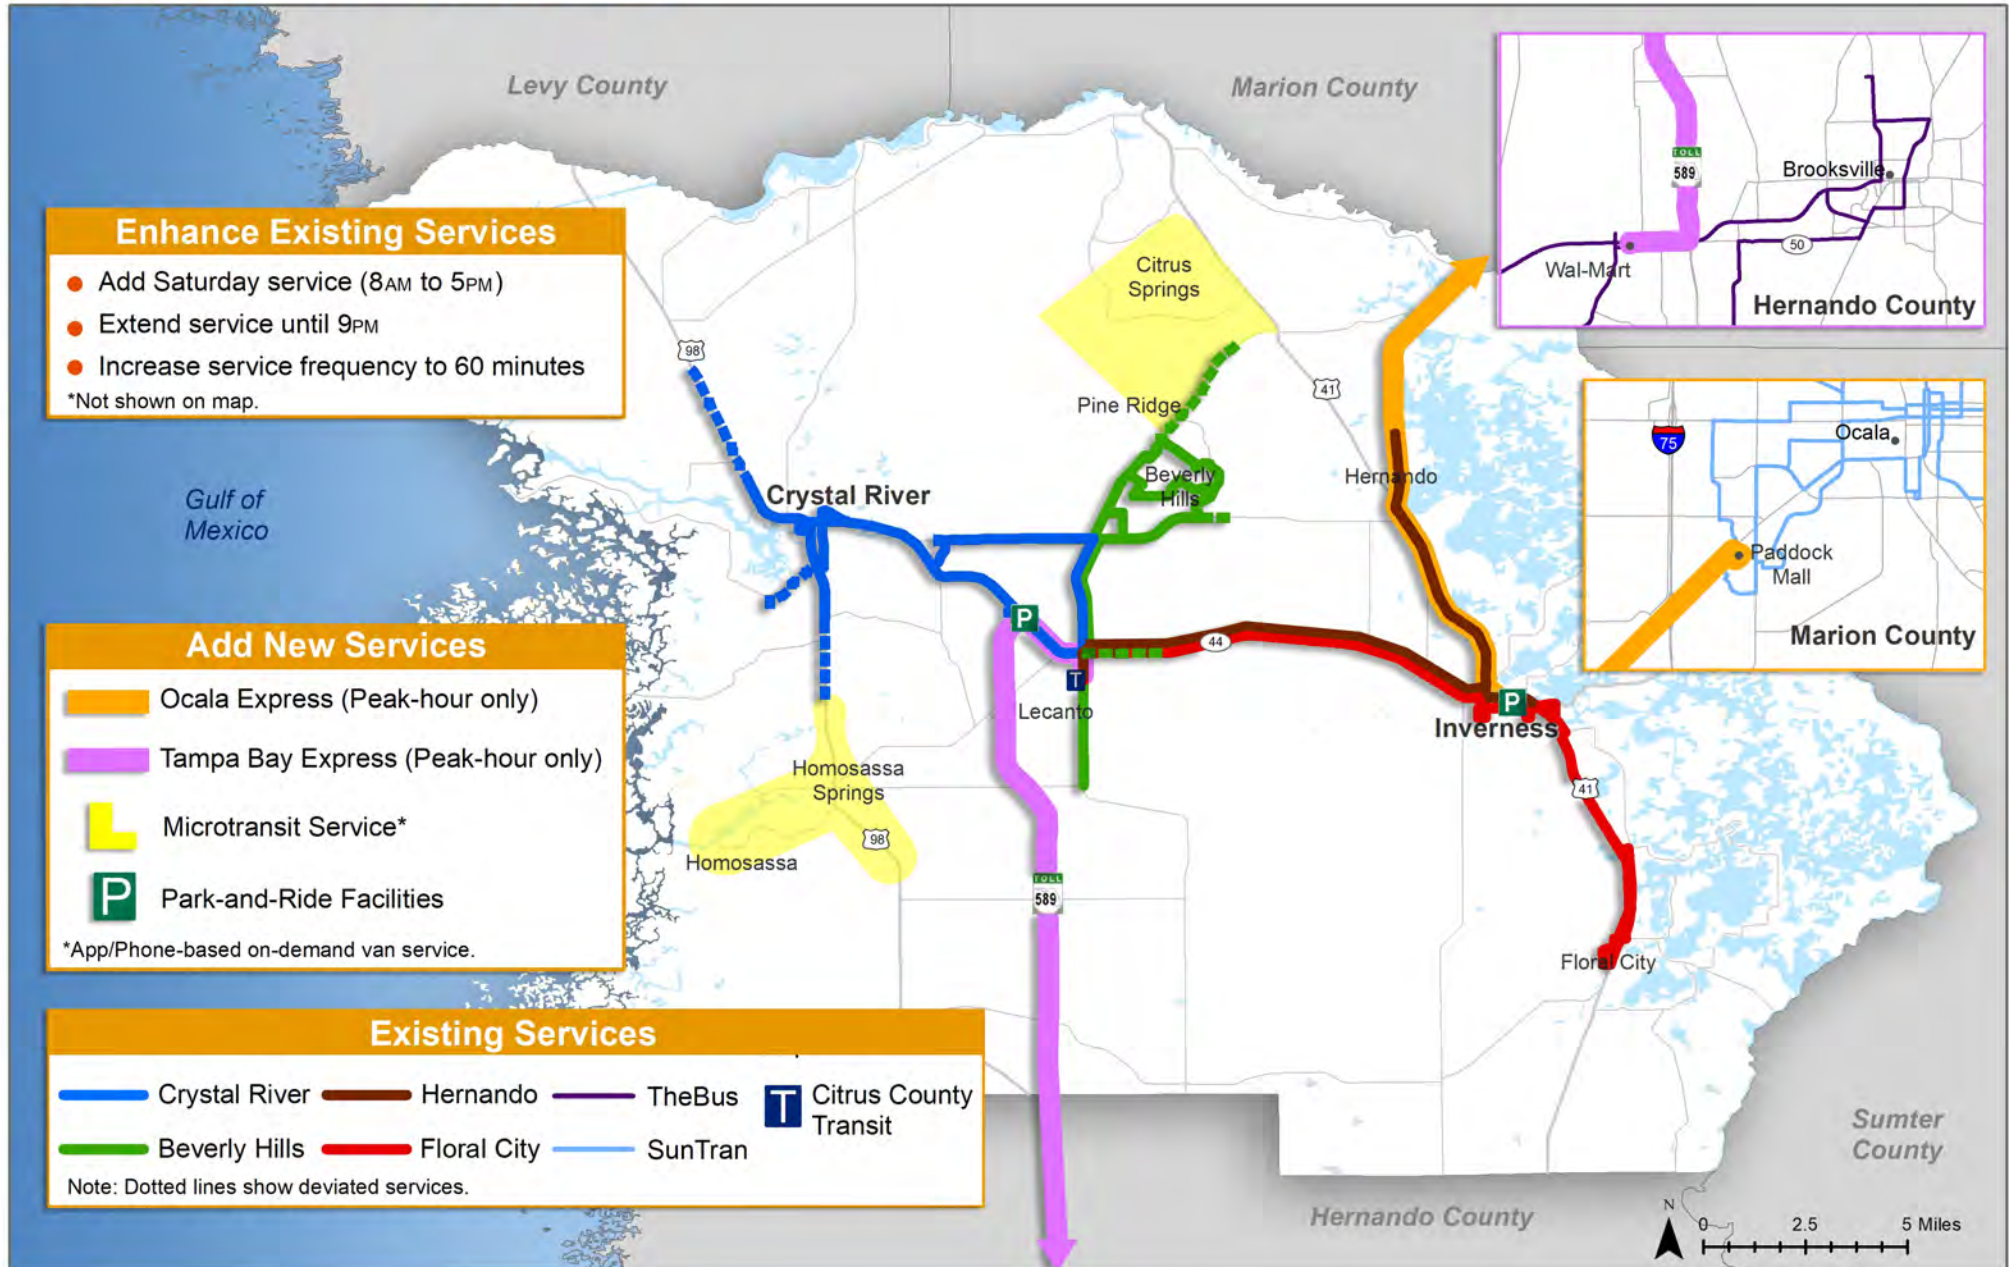 Levy County
Marion County
Enhance Existing Services
Add Saturday service (8AM to 5PM)
Extend service until 9PM
Increase service frequency to 60 minutes
*Not shown on map.
Gulf of
Mexico
Add New Services
Ocala Express (Peak-hour only)
Tampa Bay Express (Peak-hour only)
Microtransit Service*
P
Park-and-Ride Facilities
*App/Phone-based on-demand van service.
Existing Services
Crystal River
Hernando
TheBus
T
Citrus County
Transit
Beverly Hills
Floral City
SunTran
Note: Dotted lines show deviated services.
98
Citrus
Springs
41
Pine Ridge
Beverly
Hills
Hernando
Crystal River
P
44
T
Lecanto
P
Inverness
41
Homosassa
Springs
98
Homosassa
TOLL
589
Floral City
TOLL
589
Brooksville
50
Wal-Mart
Hernando County
75
Ocala
Paddock
Mall
Marion County
Sumter
County
Hernando County
N
0
2.5
5 Miles